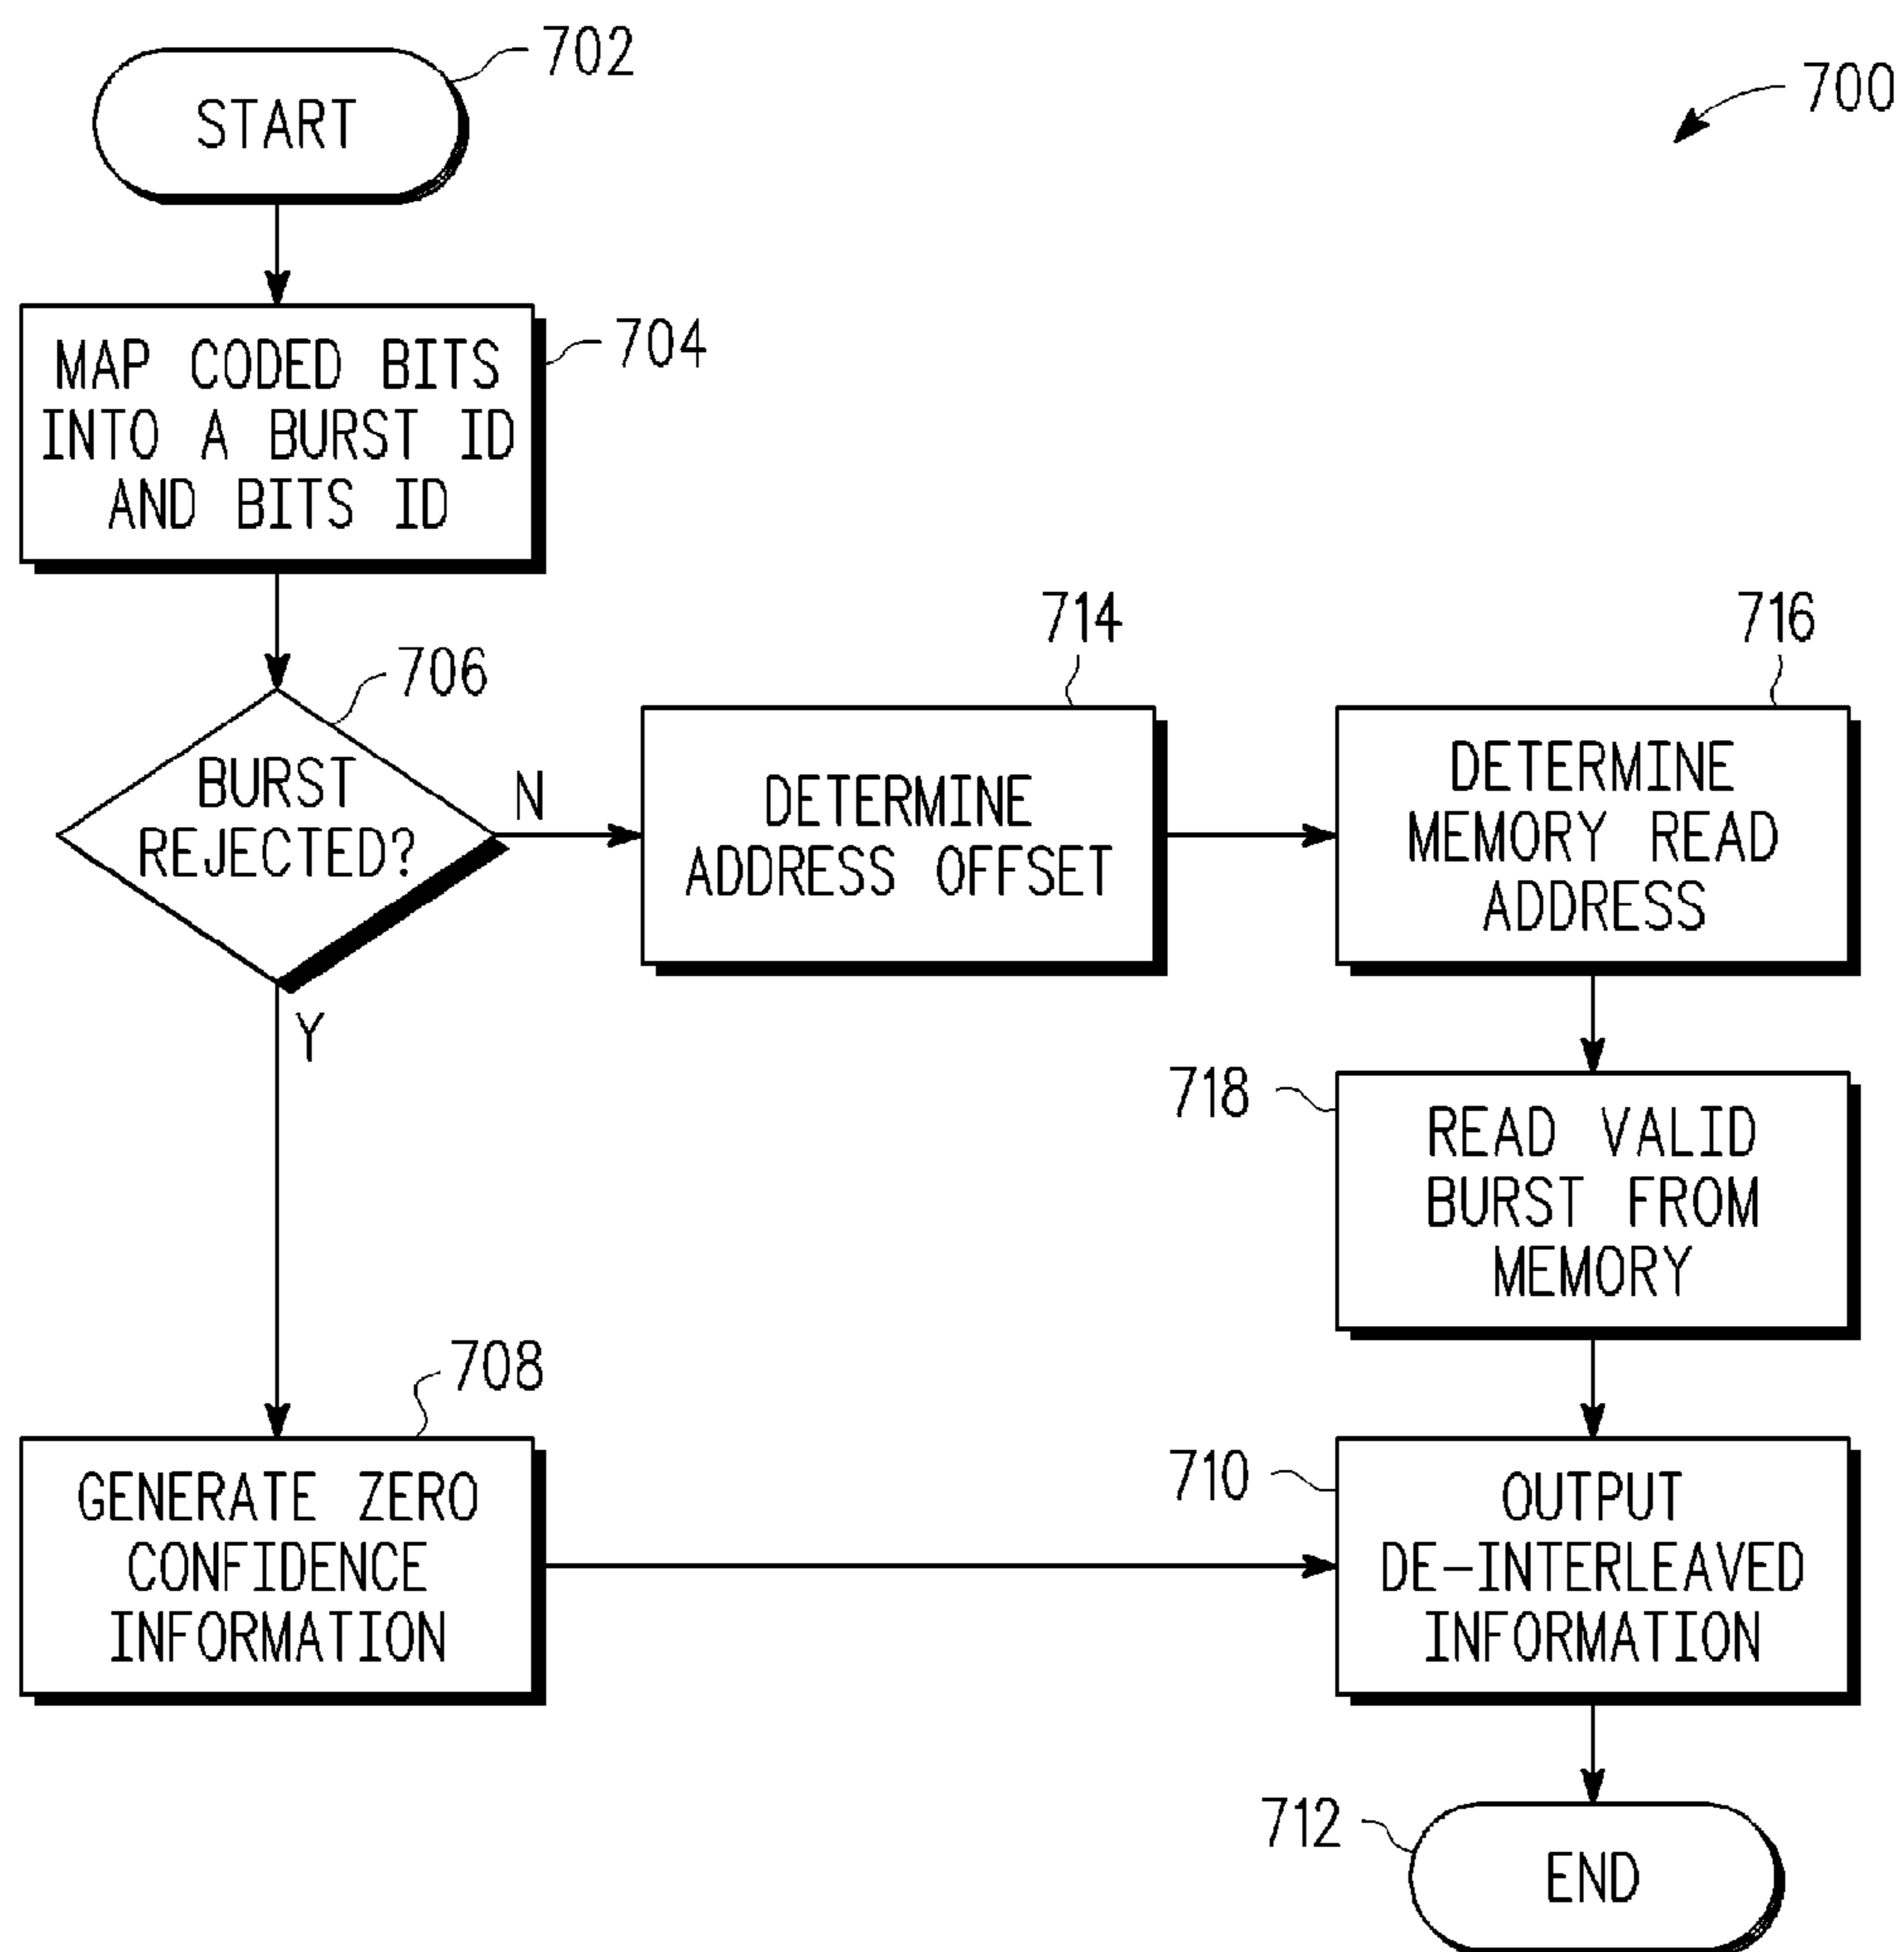 702
START
700
MAP CODED BITS
INTO A BURST ID
AND BITS ID
704
706
BURST
REJECTED?
N
Y
714
DETERMINE
ADDRESS OFFSET
716
DETERMINE
MEMORY READ
ADDRESS
718
READ VALID
BURST FROM
MEMORY
708
GENERATE ZERO
CONFIDENCE
INFORMATION
710
OUTPUT
DE-INTERLEAVED
INFORMATION
712
END